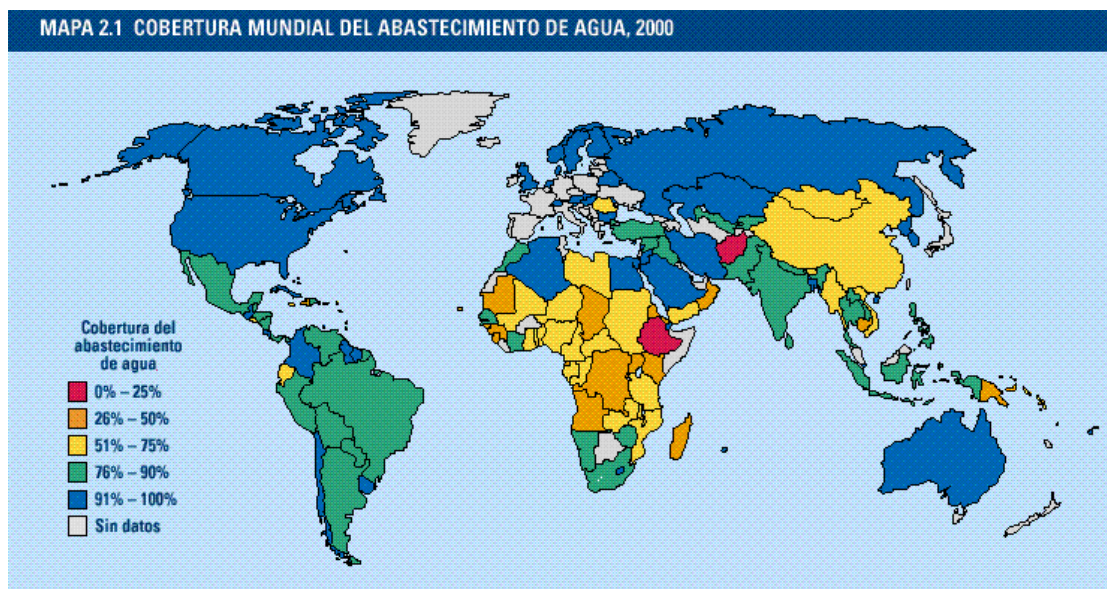 MAPA 2.1 COBERTURA MUNDIAL DEL ABASTECIMIENTO DE AGUA, 2000
Cobertura del
abastecimiento
de agua
0% – 25%
26% – 50%
51% – 75%
76% – 90%
91% – 100%
Sin datos